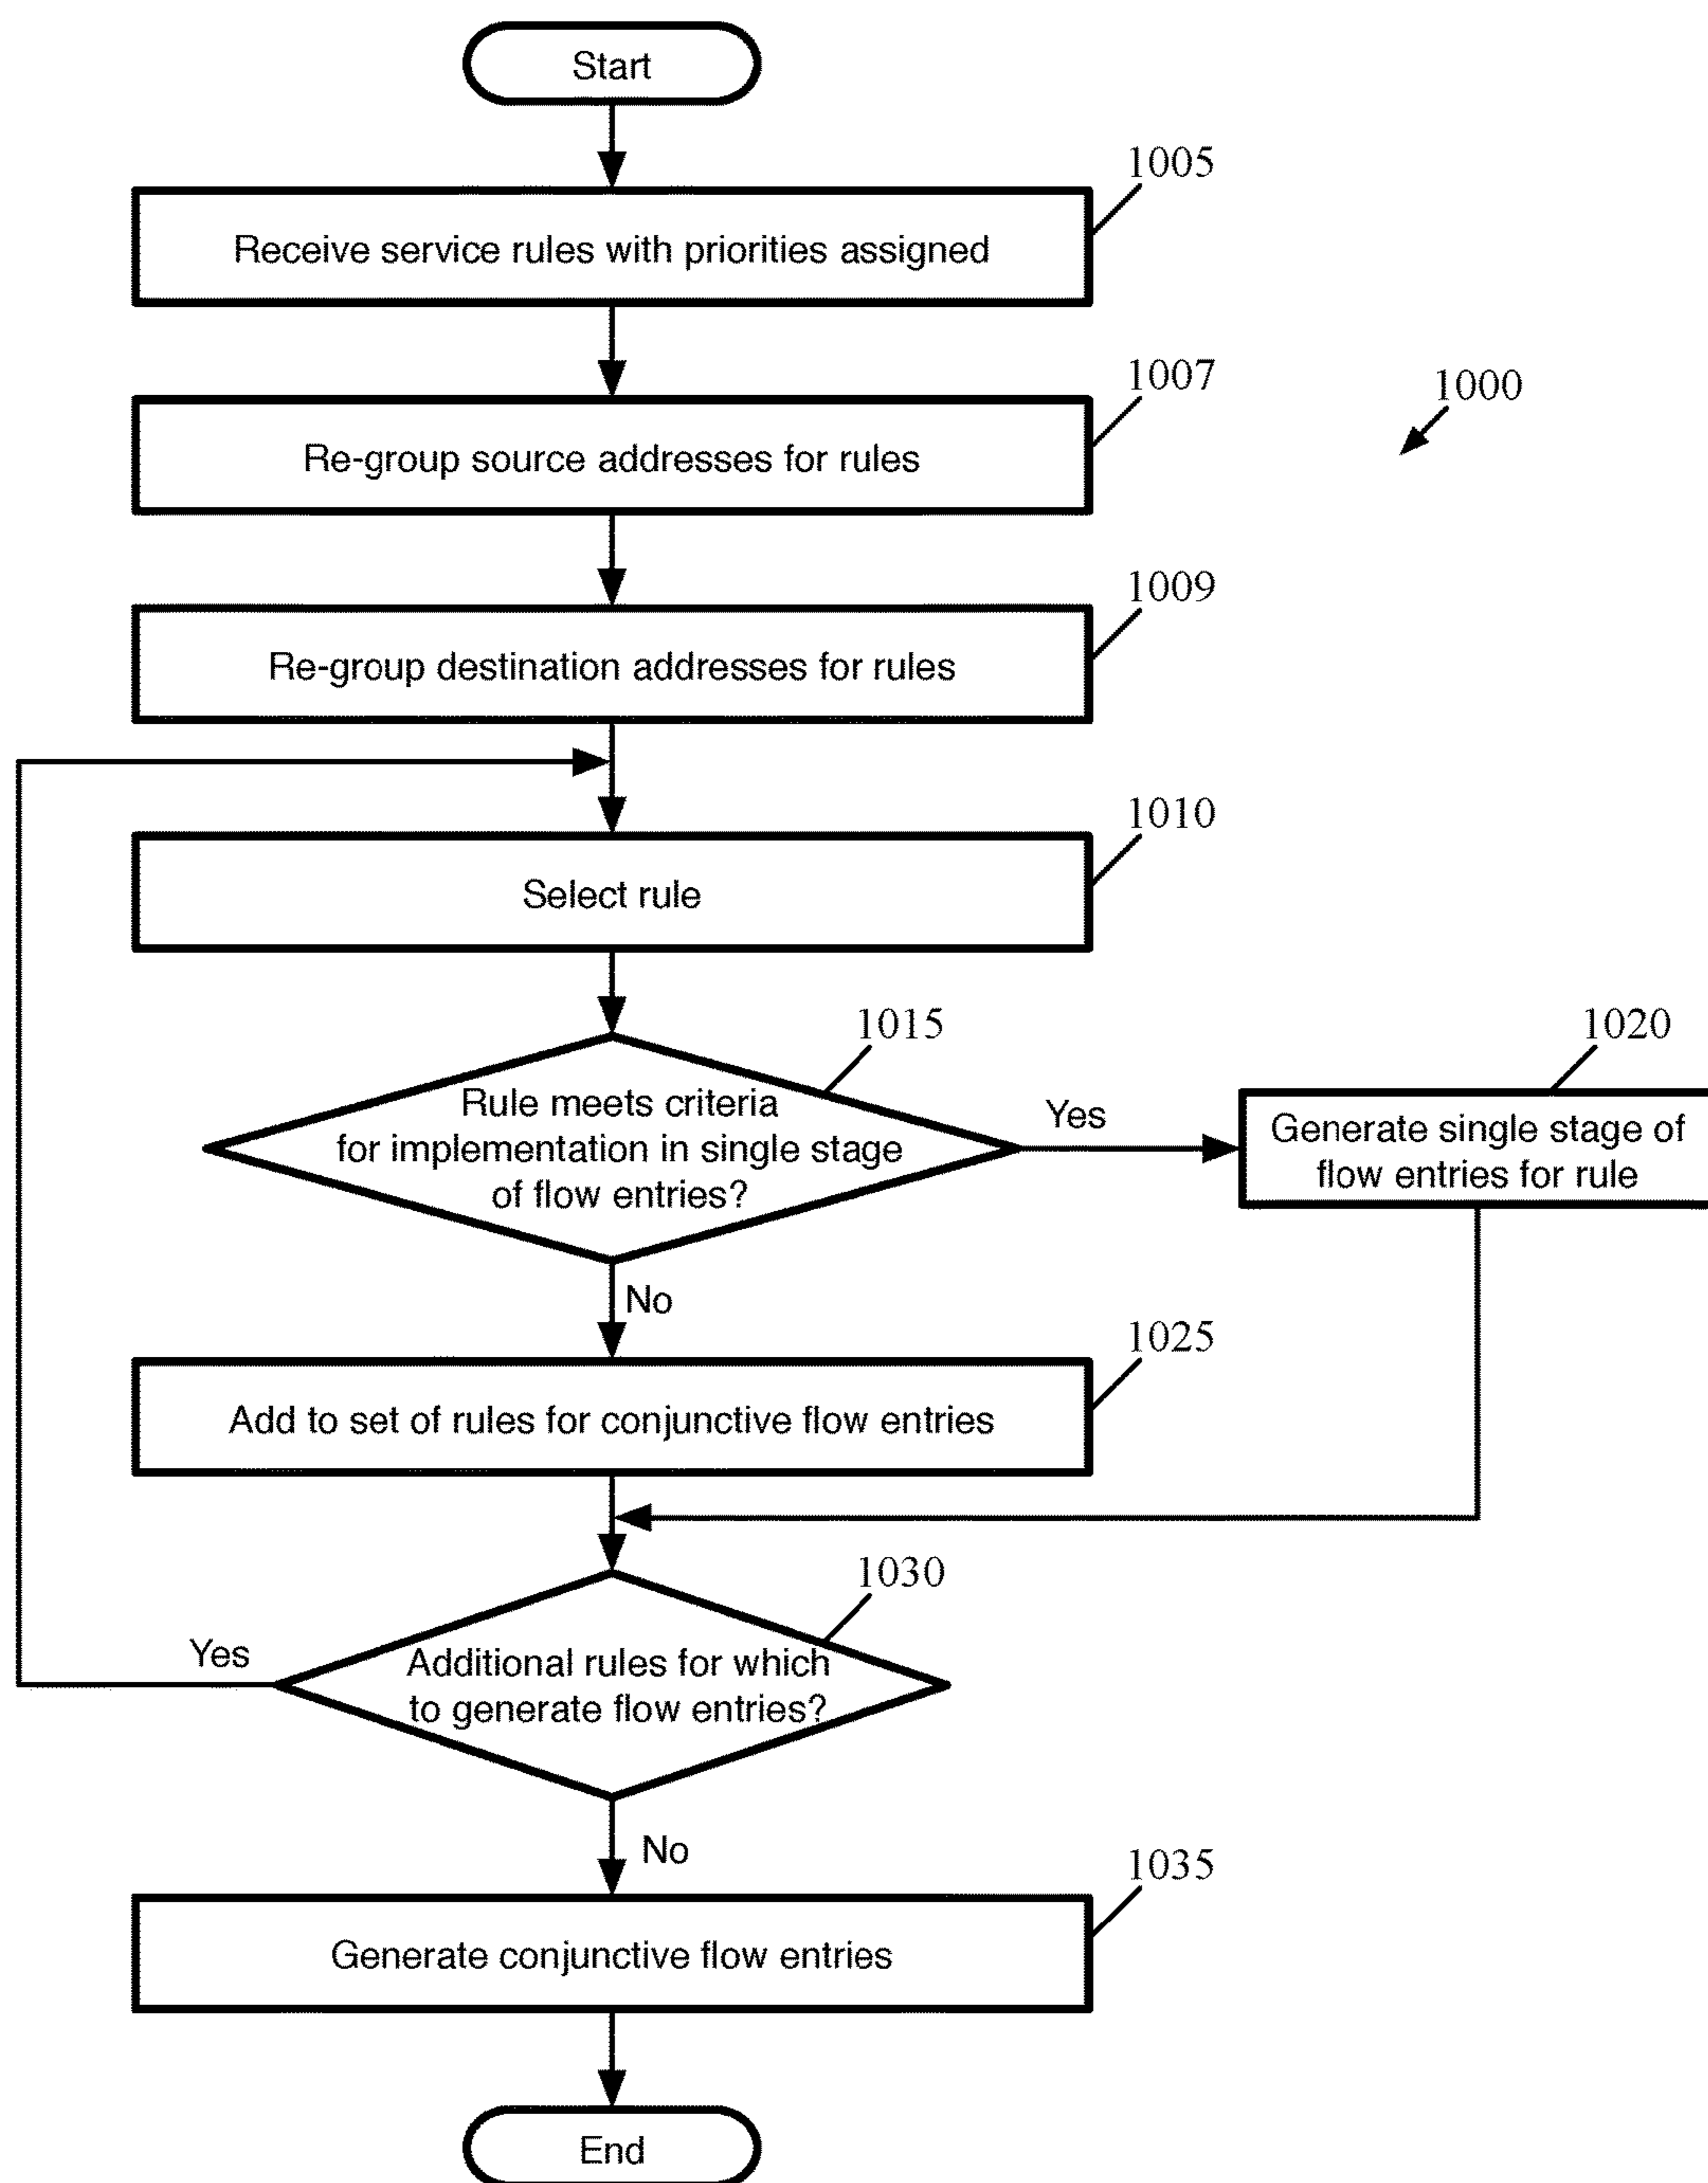 Start
1005
Receive service rules with priorities assigned
1007
1000
Re-group source addresses for rules
1009
Re-group destination addresses for rules
1010
Select rule
1015
1020
Rule meets criteria
for implementation in single stage
of flow entries?
Yes
Generate single stage of
flow entries for rule
No
1025
Add to set of rules for conjunctive flow entries
1030
Yes
Additional rules for which
to generate flow entries?
No
1035
Generate conjunctive flow entries
End